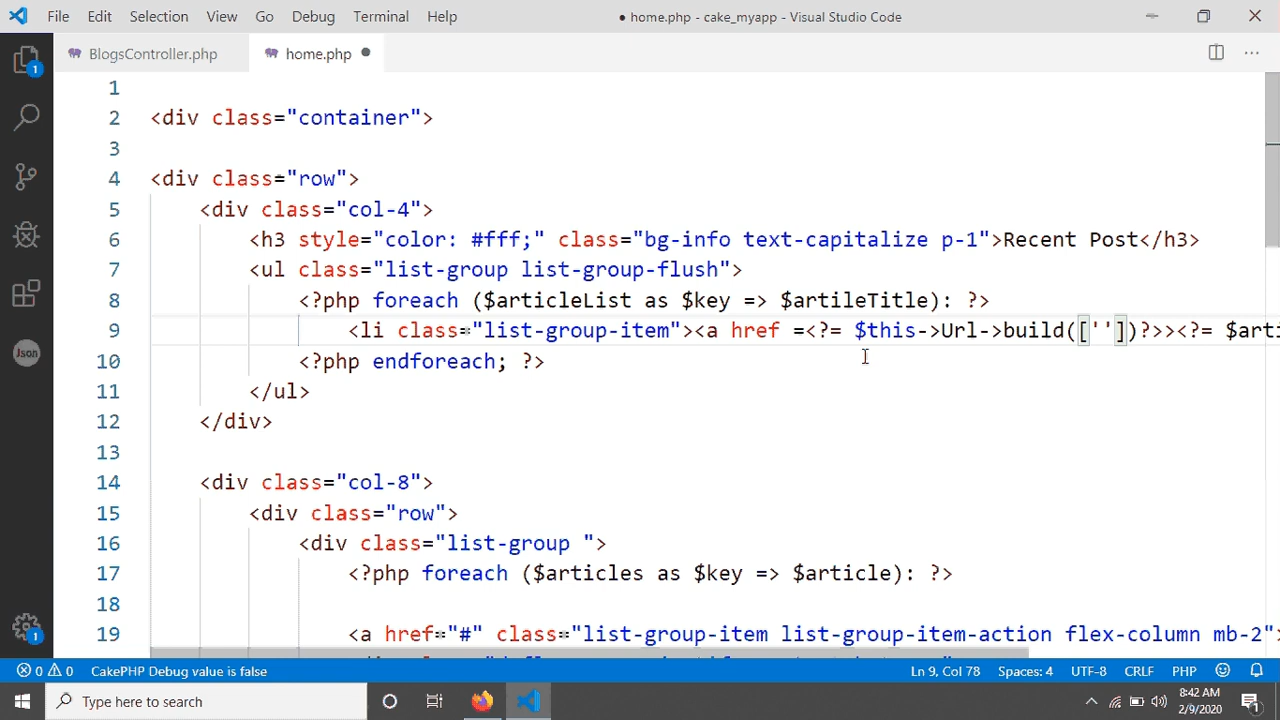 File Edit Selection View Go Debug Terminal Help ● home.php - cake_myapp - Visual Studio Code
BlogsController.php home.php
1
2 <div class="container">
3
4 <div class="row">
5 <div class="col-4">
6 <h3 style="color: #fff;" class="bg-info text-capitalize p-1">Recent Post</h3>
7 <ul class="list-group list-group-flush">
8 <?php foreach ($articleList as $key => $artileTitle): ?>
9 <li class="list-group-item"><a href =<?= $this->Url->build([''])?>><?= $arti
10 <?php endforeach; ?>
11 </ul>
12 </div>
13
14 <div class="col-8">
15 <div class="row">
16 <div class="list-group ">
17 <?php foreach ($articles as $key => $article): ?>
18
19 <a href="#" class="list-group-item list-group-item-action flex-column mb-2">
1
Json
1
0 0 CakePHP Debug value is false Ln 9, Col 78 Spaces: 4 UTF-8 CRLF PHP
Type here to search
8:42 AM
2/9/2020
1